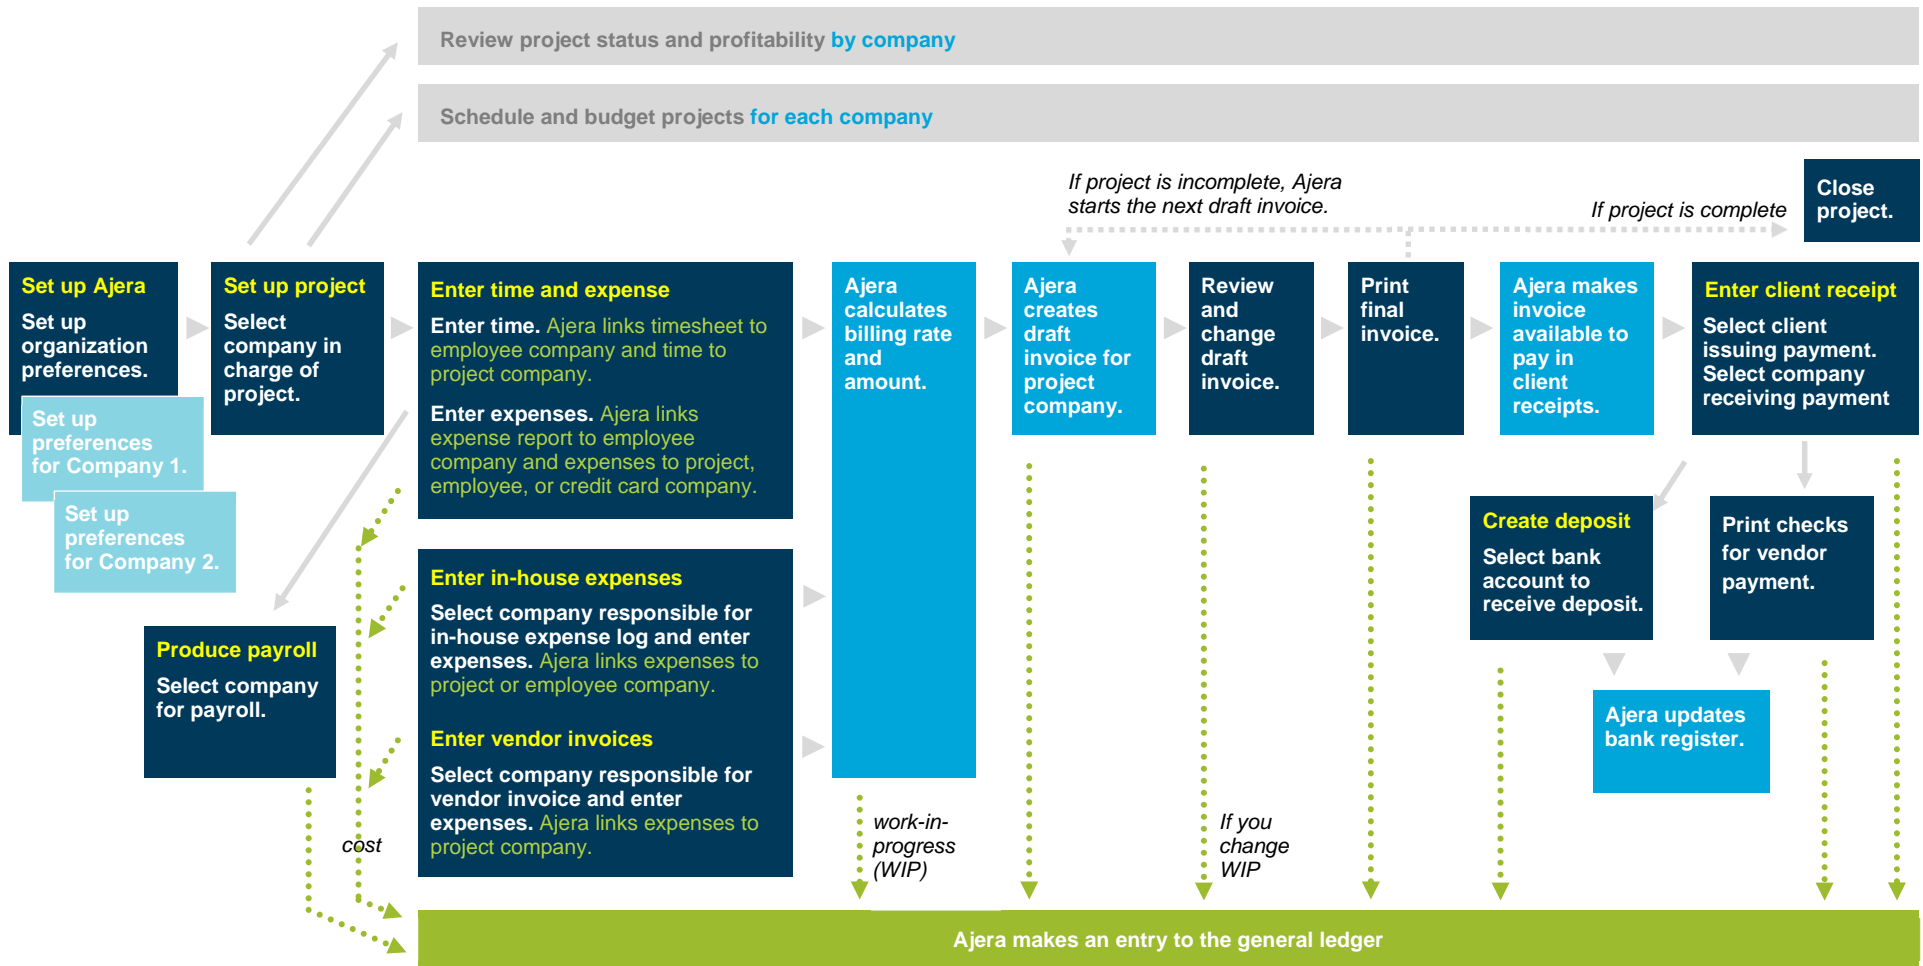 Review project status and profitability by company
Schedule and budget projects for each company
If project is incomplete, Ajera
starts the next draft invoice.
If project is complete
Close
project.
Set up Ajera
Set up
organization
preferences.
Set up
preferences
for Company 1.
Set up
preferences
for Company 2.
Set up project
Select
company in
charge of
project.
Produce payroll
Select company
for payroll.
Enter time and expense
Enter time. Ajera links timesheet to
employee company and time to
project company.
Enter expenses. Ajera links
expense report to employee
company and expenses to project,
employee, or credit card company.
Enter in-house expenses
Select company responsible for
in-house expense log and enter
expenses. Ajera links expenses to
project or employee company.
Enter vendor invoices
Select company responsible for
vendor invoice and enter
expenses. Ajera links expenses to
project company.
cost
Ajera
calculates
billing rate
and
amount.
work-in-
progress
(WIP)
Ajera
creates
draft
invoice for
project
company.
Review
and
change
draft
invoice.
If you
change
WIP
Print
final
invoice.
Ajera makes
invoice
available to
pay in
client
receipts.
Enter client receipt
Select client
issuing payment.
Select company
receiving payment
Create deposit
Select bank
account to
receive deposit.
Print checks
for vendor
payment.
Ajera updates
bank register.
Ajera makes an entry to the general ledger